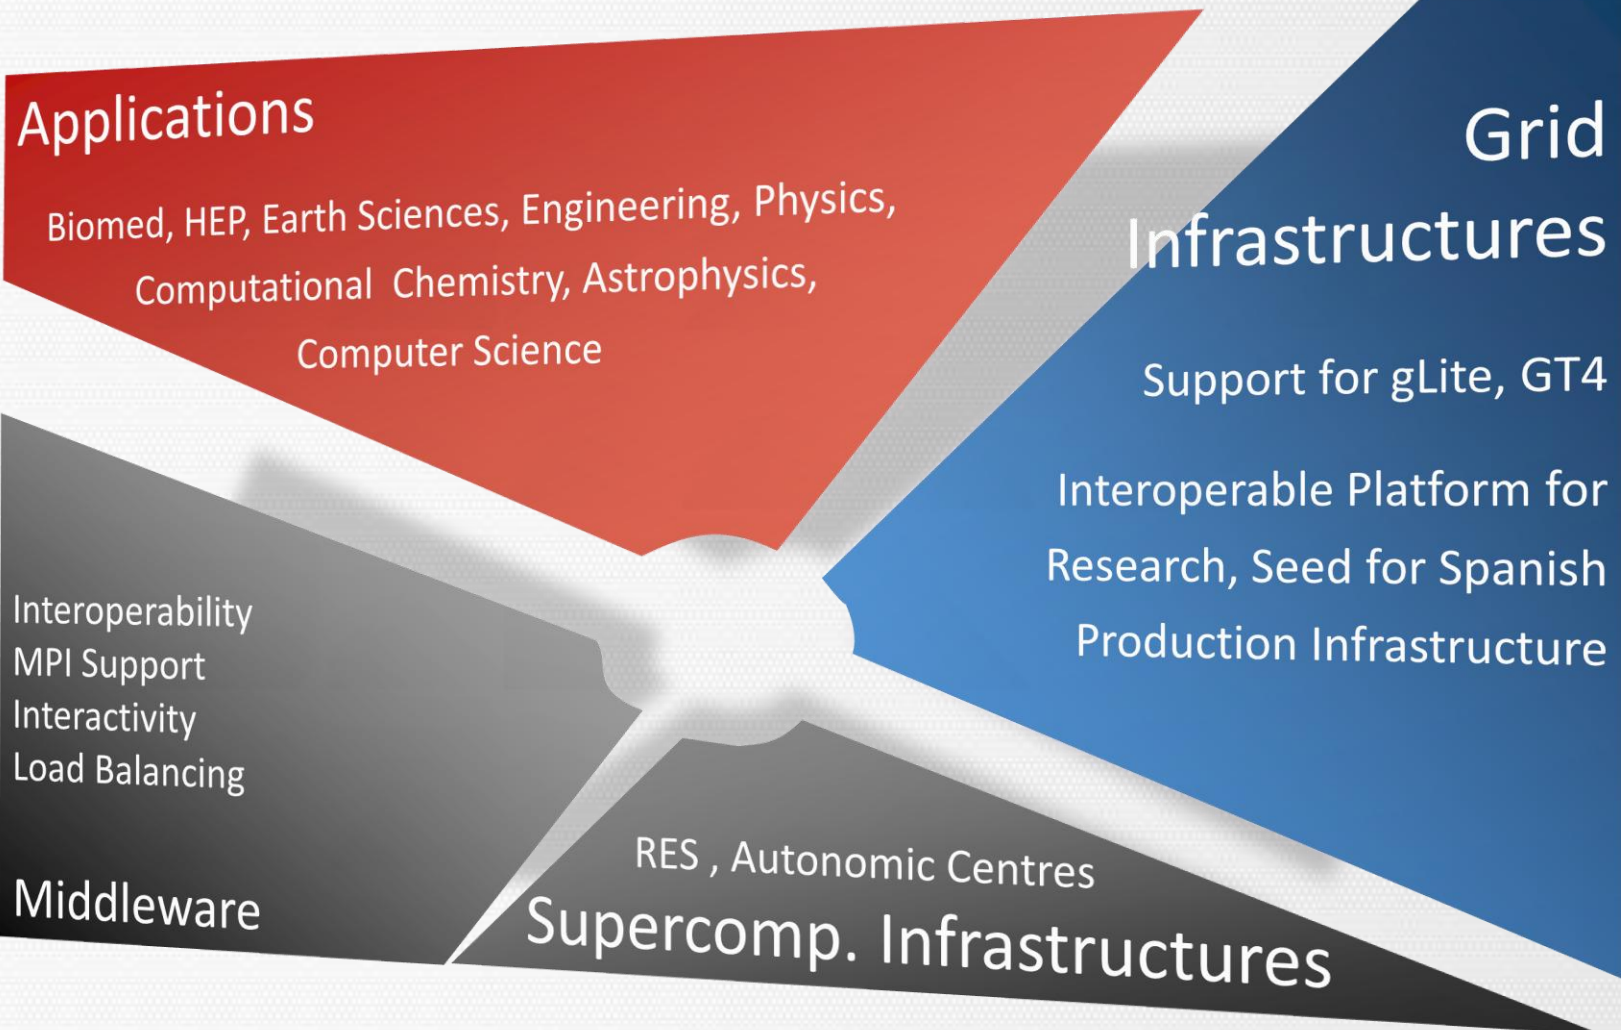 Applications
Biomed, HEP, Earth Sciences, Engineering, Physics,
Computational Chemistry, Astrophysics,
Computer Science
Grid
Infrastructures
Support for gLite, GT4
Interoperable Platform for
Research, Seed for Spanish
Production Infrastructure
Interoperability
MPI Support
Interactivity
Load Balancing
Middleware
RES , Autonomic Centres
Supercomp. Infrastructures